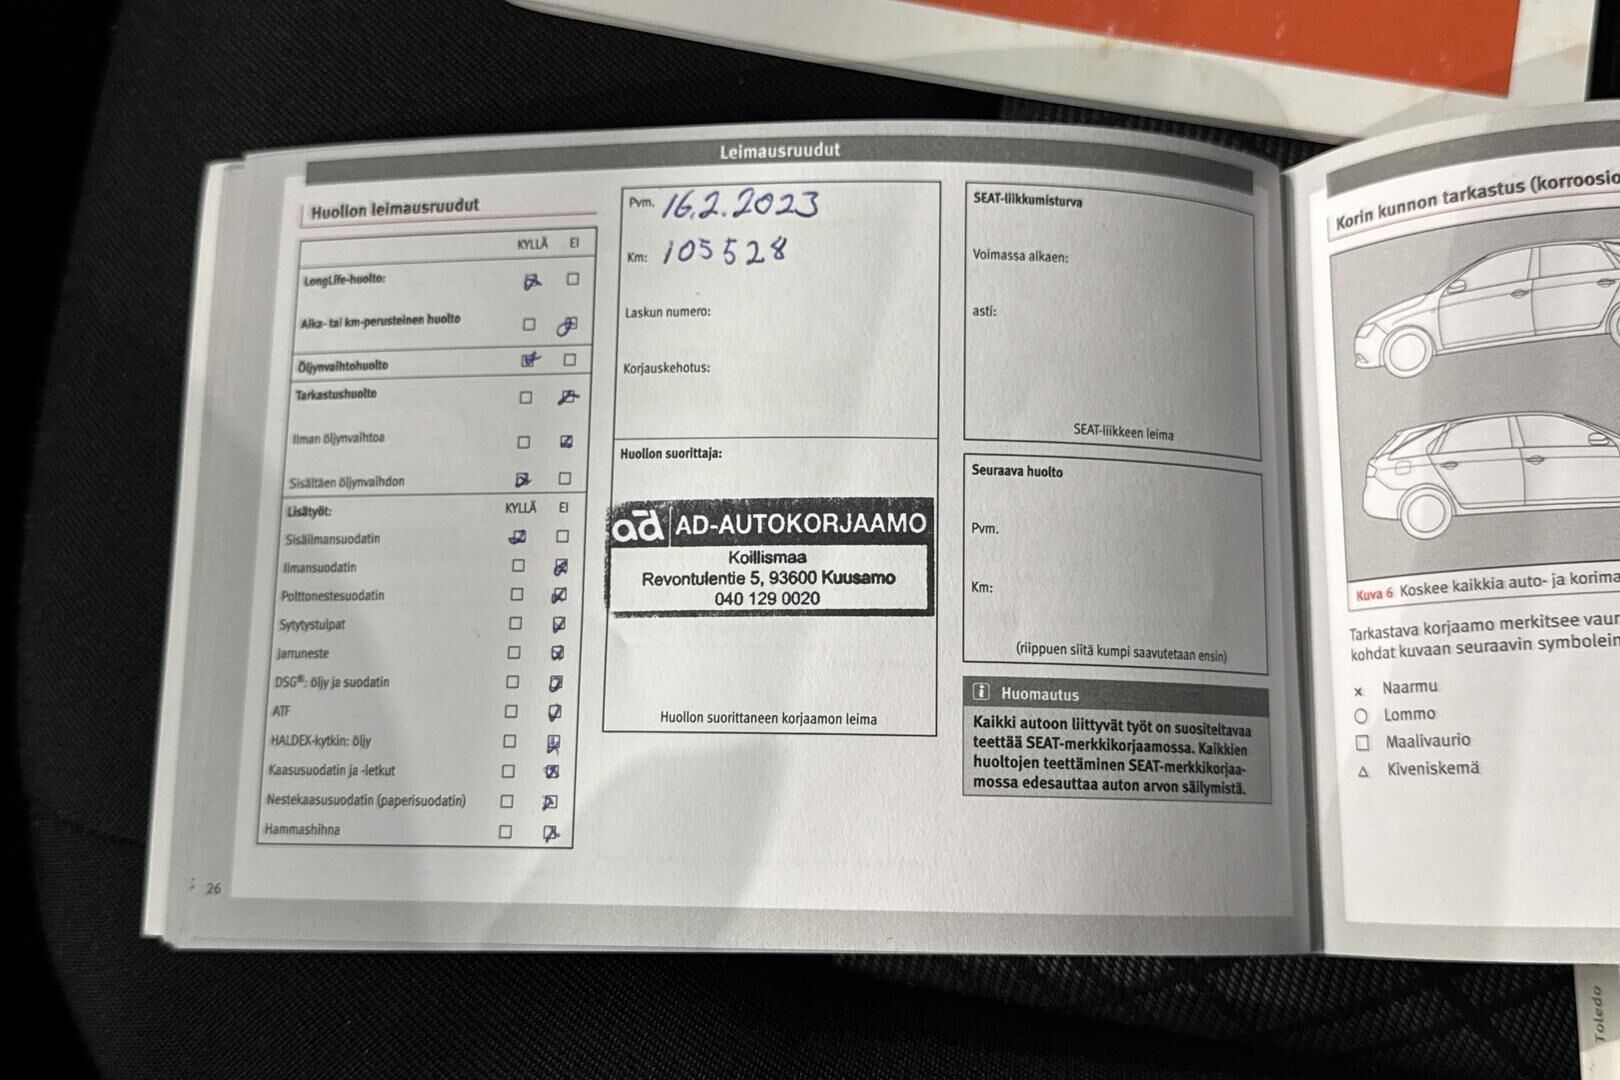 Leimausruudut
Huollon leimausruudut
KYLLÄ EI
LongLife-huolto:
Aika- tai km-perusteinen huolto
Öljynvaihtohuolto
Tarkastushuolto
Ilman öljynvaihtoa
Sisältäen öljynvaihdon
Lisätyöt: KYLLÄ EI
Sisäilmansuodatin
Ilmansuodatin
Polttonestesuodatin
Sytytystulpat
Jarruneste
DSG®: öljy ja suodatin
ATF
HALDEX-kytkin: öljy
Kaasusuodatin ja -letkut
Nestekaasusuodatin (paperisuodatin)
Hammashihna
26
Pvm. 16.2.2023
Km: 105528
Laskun numero:
Korjauskehotus:
Huollon suorittaja:
ad AD-AUTOKORJAAMO
Koillismaa
Revontulentie 5, 93600 Kuusamo
040 129 0020
Huollon suorittaneen korjaamon leima
SEAT-liikkumisturva
Voimassa alkaen:
asti:
SEAT-liikkeen leima
Seuraava huolto
Pvm.
Km:
(riippuen siitä kumpi saavutetaan ensin)
i Huomautus
Kaikki autoon liittyvät työt on suositeltavaa
teettää SEAT-merkkikorjaamossa. Kaikkien
huoltojen teettäminen SEAT-merkkikorjaa-
mossa edesauttaa auton arvon säilymistä.
Korin kunnon tarkastus (korroosio
Kuva 6 Koskee kaikkia auto- ja korima
Tarkastava korjaamo merkitsee vaur
kohdat kuvaan seuraavin symbolein
x Naarmu
Lommo
Maalivaurio
Kiveniskemä
Toledo